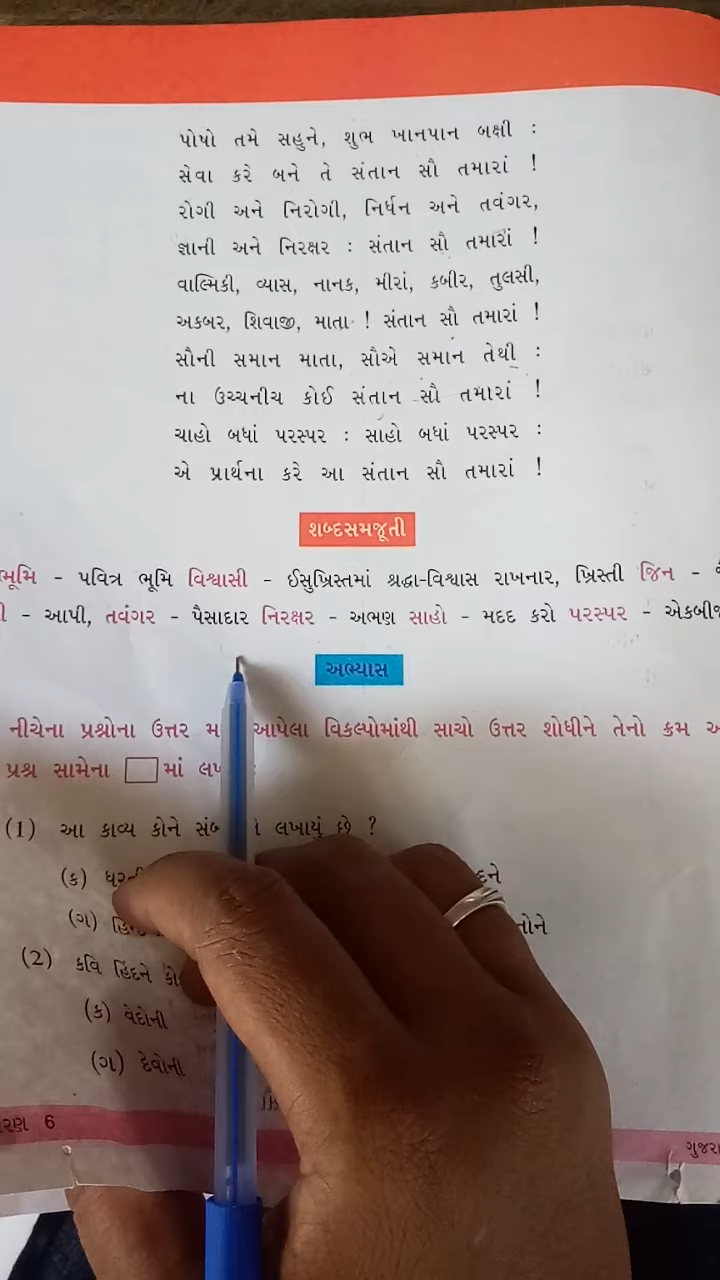 પોષો તમે સહુને, શુભ ખાનપાન બક્ષી :
સેવા કરે બને તે સંતાન સૌ તમારાં !
રોગી અને નિરોગી, નિર્ધન અને તવંગર,
જ્ઞાની અને નિરક્ષર : સંતાન સૌ તમારાં !
વાલ્મિકી, વ્યાસ, નાનક, મીરાં, કબીર, તુલસી,
અકબર, શિવાજી, માતા ! સંતાન સૌ તમારાં !
સૌની સમાન માતા, સૌએ સમાન તેથી :
ના ઉચ્ચનીચ કોઈ સંતાન સૌ તમારાં !
ચાહો બધાં પરસ્પર : સાહો બધાં પરસ્પર :
એ પ્રાર્થના કરે આ સંતાન સૌ તમારાં !
શબ્દસમજૂતી
ભૂમિ - પવિત્ર ભૂમિ વિશ્વાસી - ઈસુખ્રિસ્તમાં શ્રદ્ધા-વિશ્વાસ રાખનાર, ખ્રિસ્તી જિન -
- આપી, તવંગર - પૈસાદાર નિરક્ષર - અભણ સાહો - મદદ કરો પરસ્પર -
અભ્યાસ
નીચેના પ્રશ્નોના ઉત્તર આપેલા વિકલ્પોમાંથી સાચો ઉત્તર શોધીને તેનો ક્રમ
પ્રશ્ન સામેના માં
(1) આ કાવ્ય કોને લખાયું છે ?
(ક)
(ગ)
(2) કવિ હિંદને
(ક) વેદોની
(ગ) દેવોની
6